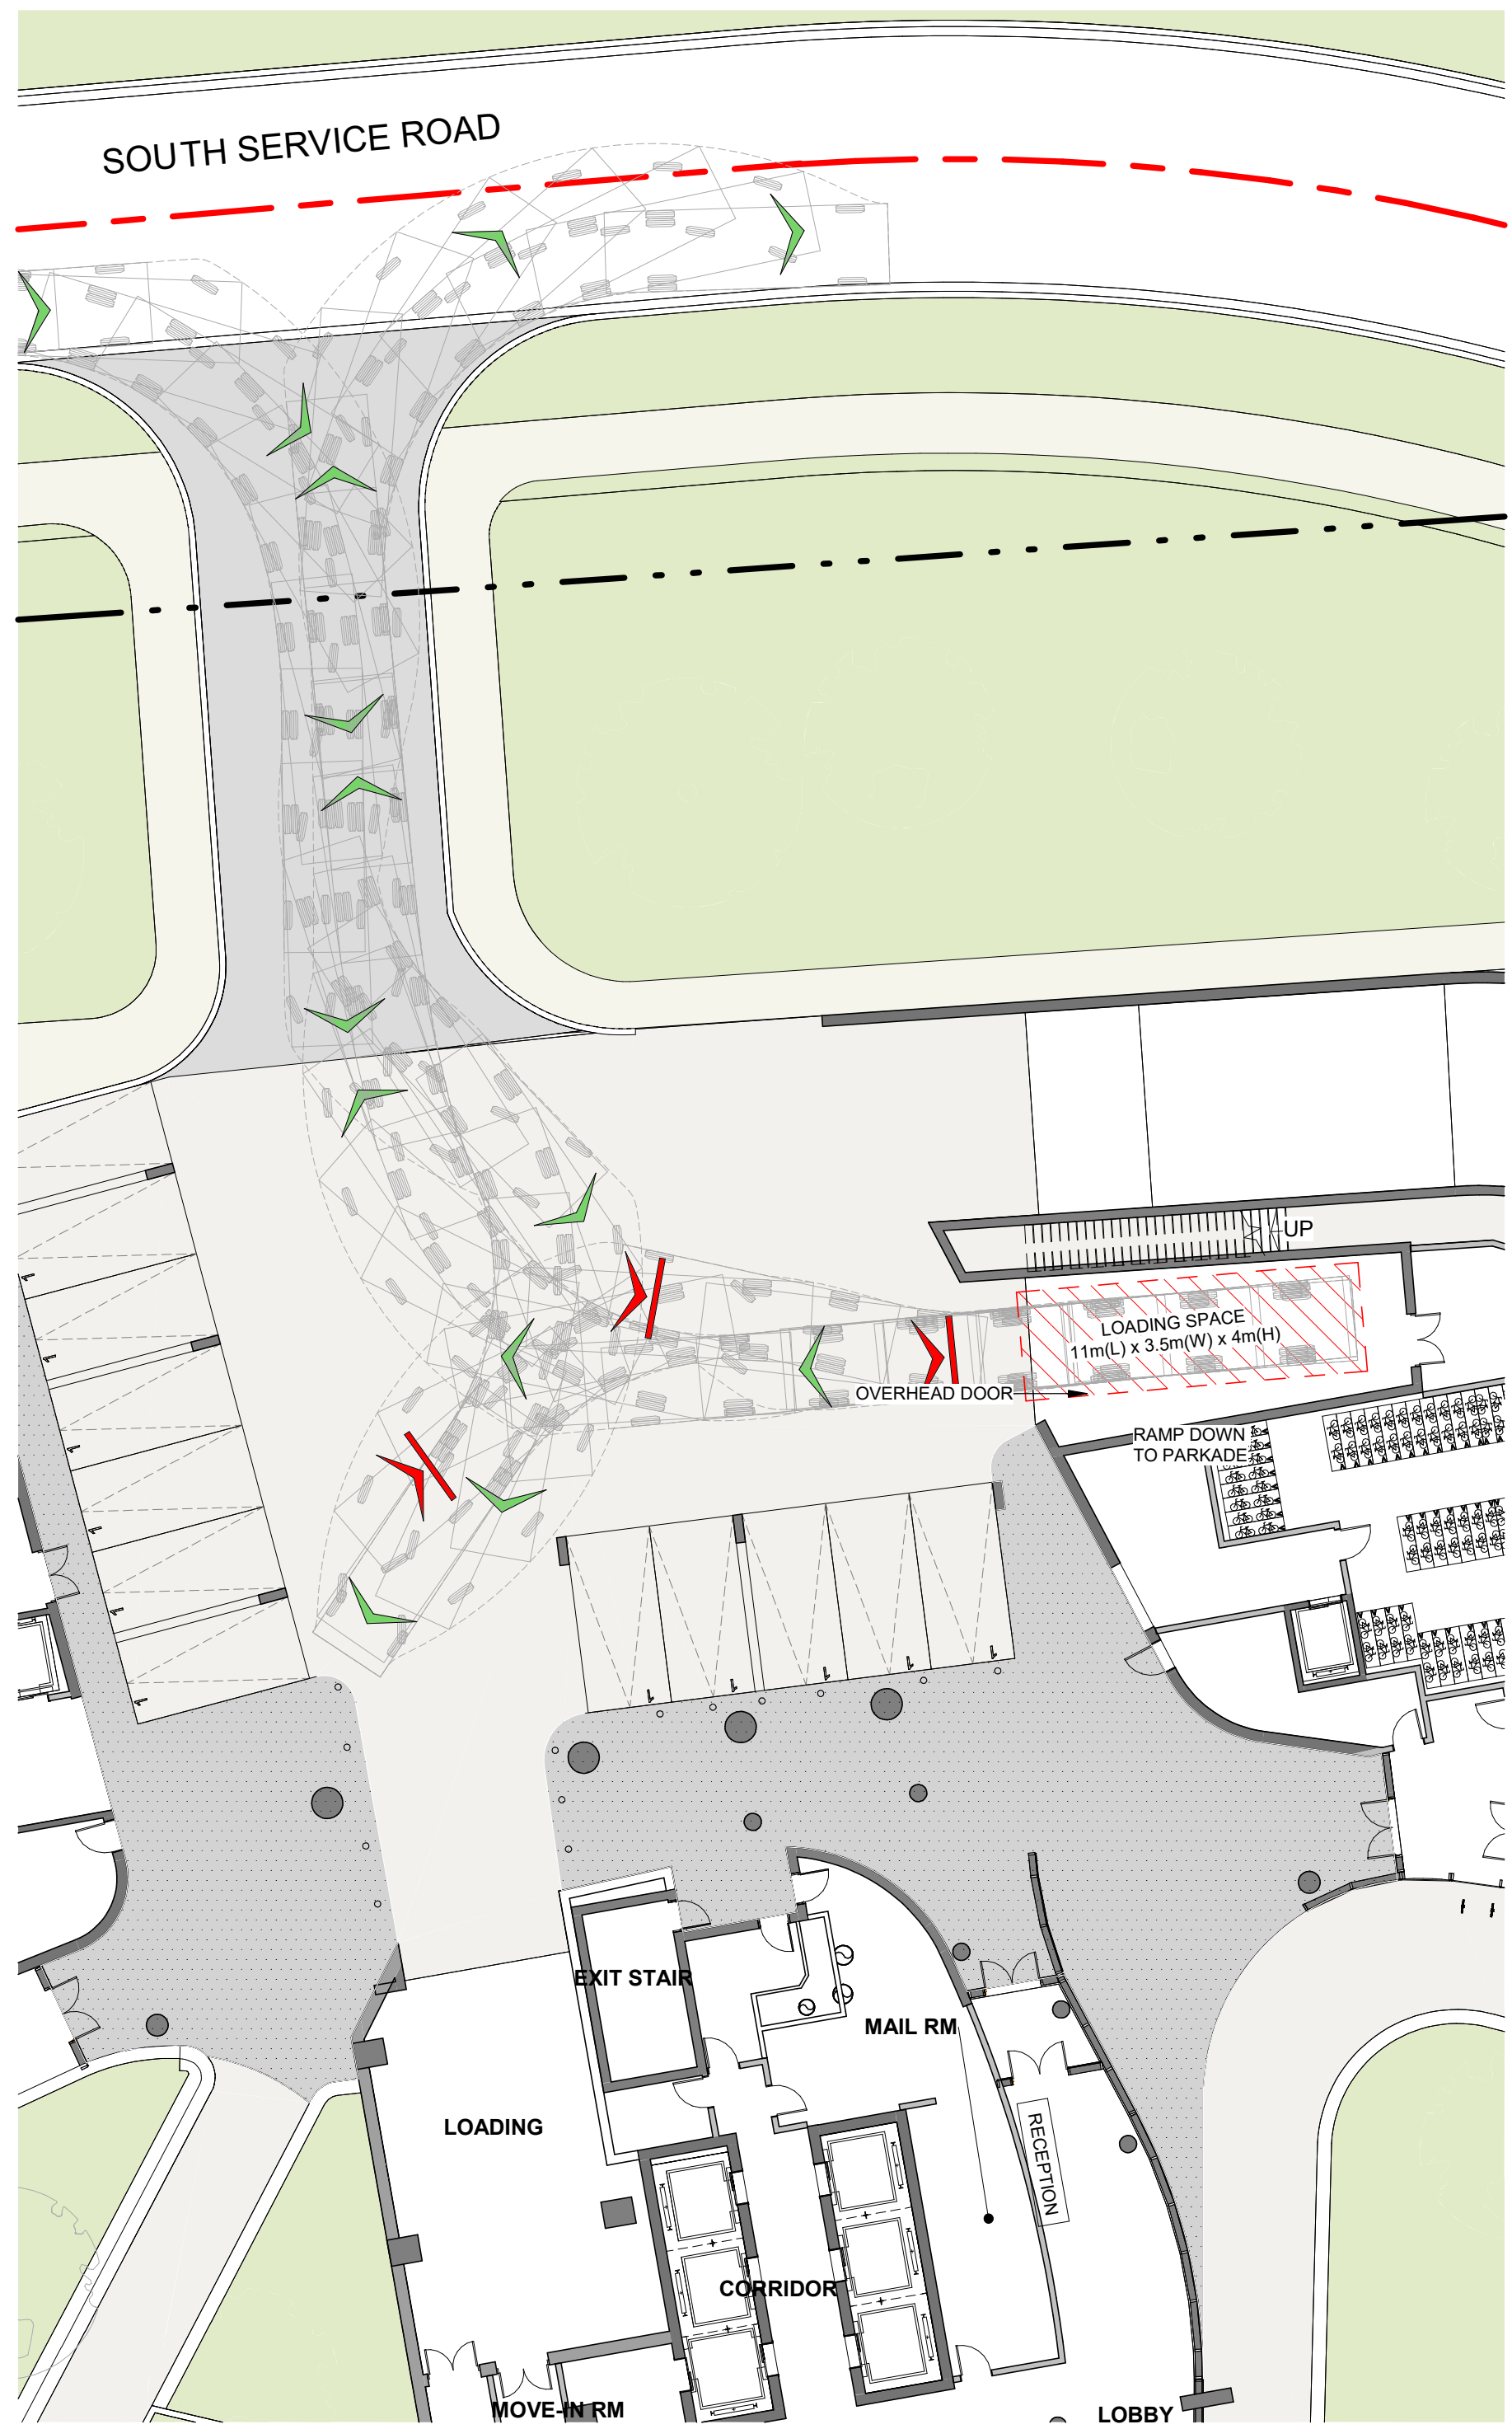 SOUTH SERVICE ROAD
UP
LOADING SPACE
11m(L) x 3.5m(W) x 4m(H)
OVERHEAD DOOR
RAMP DOWN
TO PARKADE
EXIT STAIR
MAIL RM
LOADING
RECEPTION
CORRIDOR
MOVE-IN RM
LOBBY